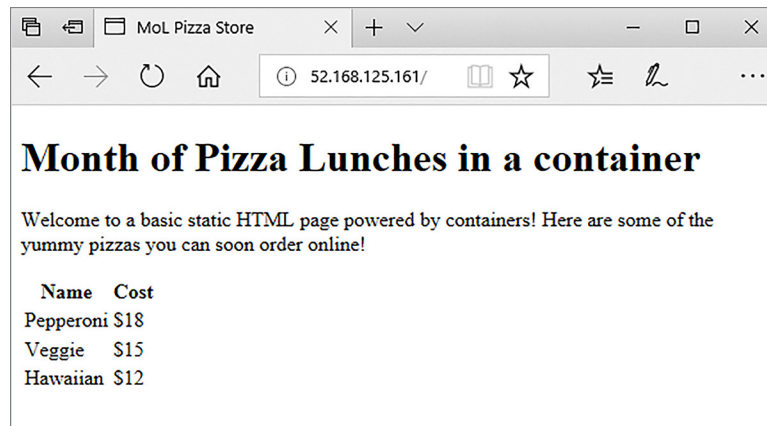 MoL Pizza Store
52.168.125.161/
Month of Pizza Lunches in a container
Welcome to a basic static HTML page powered by containers! Here are some of the
yummy pizzas you can soon order online!
Name Cost
Pepperoni $18
Veggie $15
Hawaiian $12